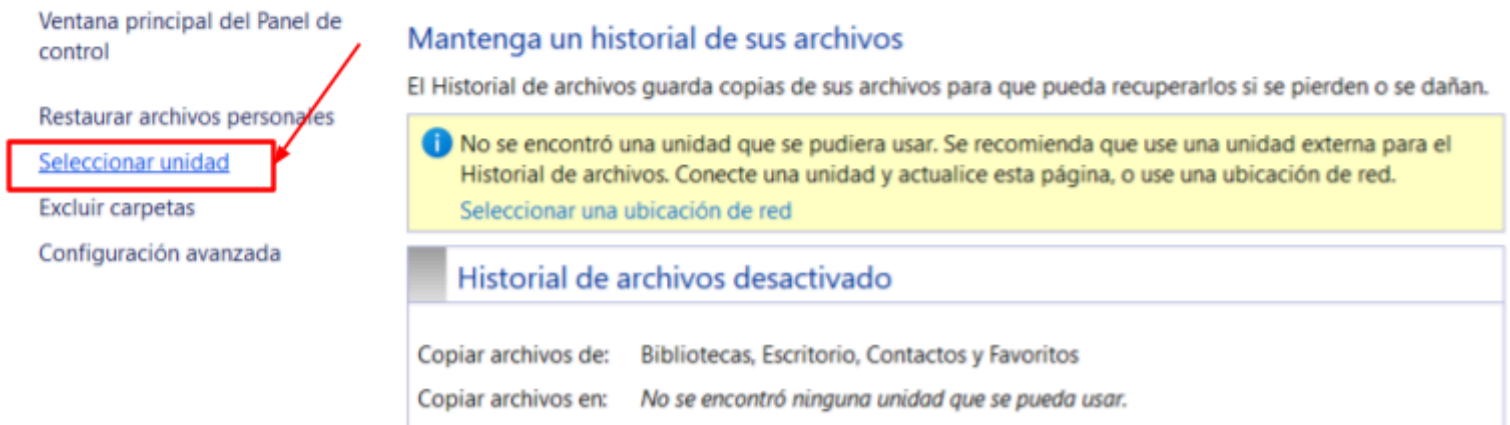 Ventana principal del Panel de
control
Restaurar archivos personales
Seleccionar unidad
Excluir carpetas
Configuración avanzada
Mantenga un historial de sus archivos
El Historial de archivos guarda copias de sus archivos para que pueda recuperarlos si se pierden o se dañan.
No se encontró una unidad que se pudiera usar. Se recomienda que use una unidad externa para el
Historial de archivos. Conecte una unidad y actualice esta página, o use una ubicación de red.
Seleccionar una ubicación de red
Historial de archivos desactivado
Copiar archivos de: Bibliotecas, Escritorio, Contactos y Favoritos
Copiar archivos en: No se encontró ninguna unidad que se pueda usar.